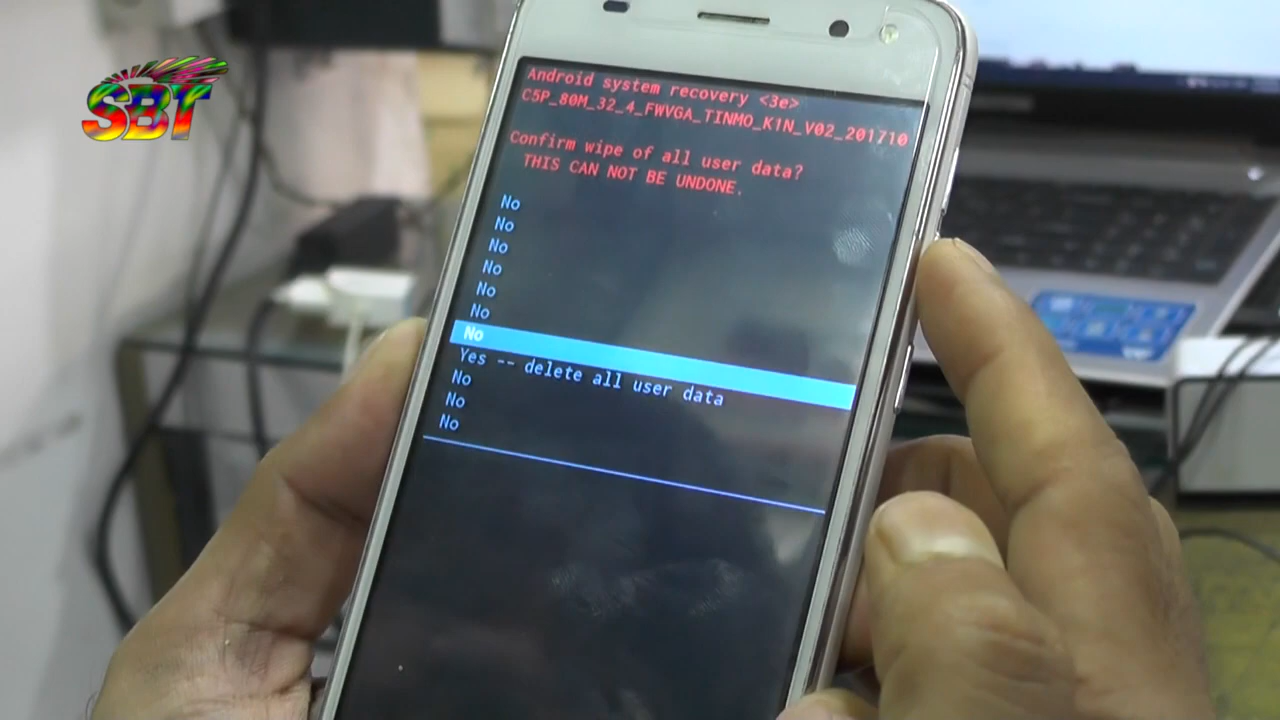 SBT
Android system recovery <3e>
C5P_80M_32_4_FWVGA_TINMO_K1N_V02_201710
Confirm wipe of all user data?
THIS CAN NOT BE UNDONE.
No
No
No
No
No
No
No
Yes -- delete all user data
No
No
No